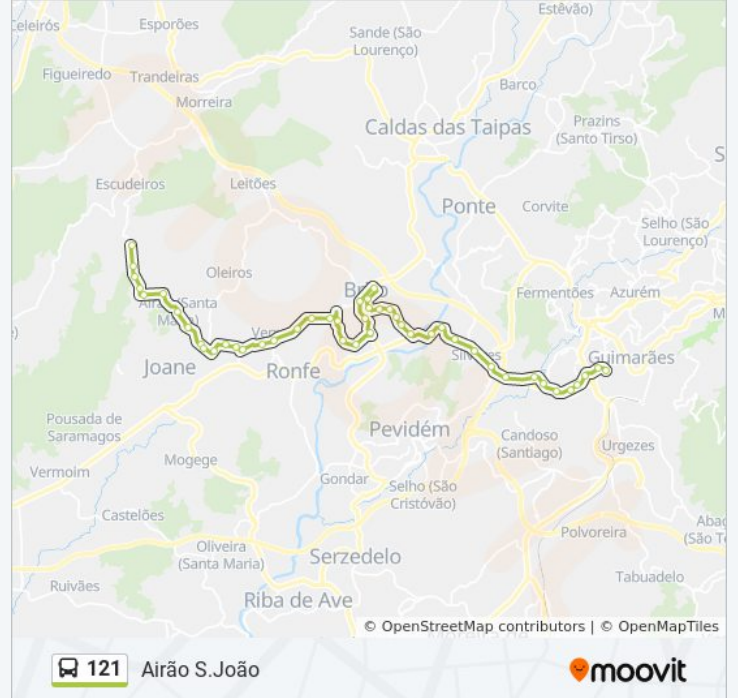 Estêvão)
eleirós
Esporões
Sande (São
Lourenço)
Figueiredo
Trandeiras
Barco
Morreira
Caldas das Taipas
Prazins
(Santo Tirso)
Escudeiros
Leitões
Ponte
Corvite
Selho (São
Lourenço)
Oleiros
Fermentões
Azurém
Joane
Ronfe
Guimarães
Pousada de
Saramagos
Pevidém
Candoso
(Santiago)
Urgezes
Vermoim
Mogege
Gondar
Selho (São
Cristóvão)
Castelões
Polvoreira
Oliveira
(Santa Maria)
Serzedelo
Tabuadelo
Ruivães
Riba de Ave
© OpenStreetMap contributors | © OpenMapTiles
121 Airão S.João
moovit